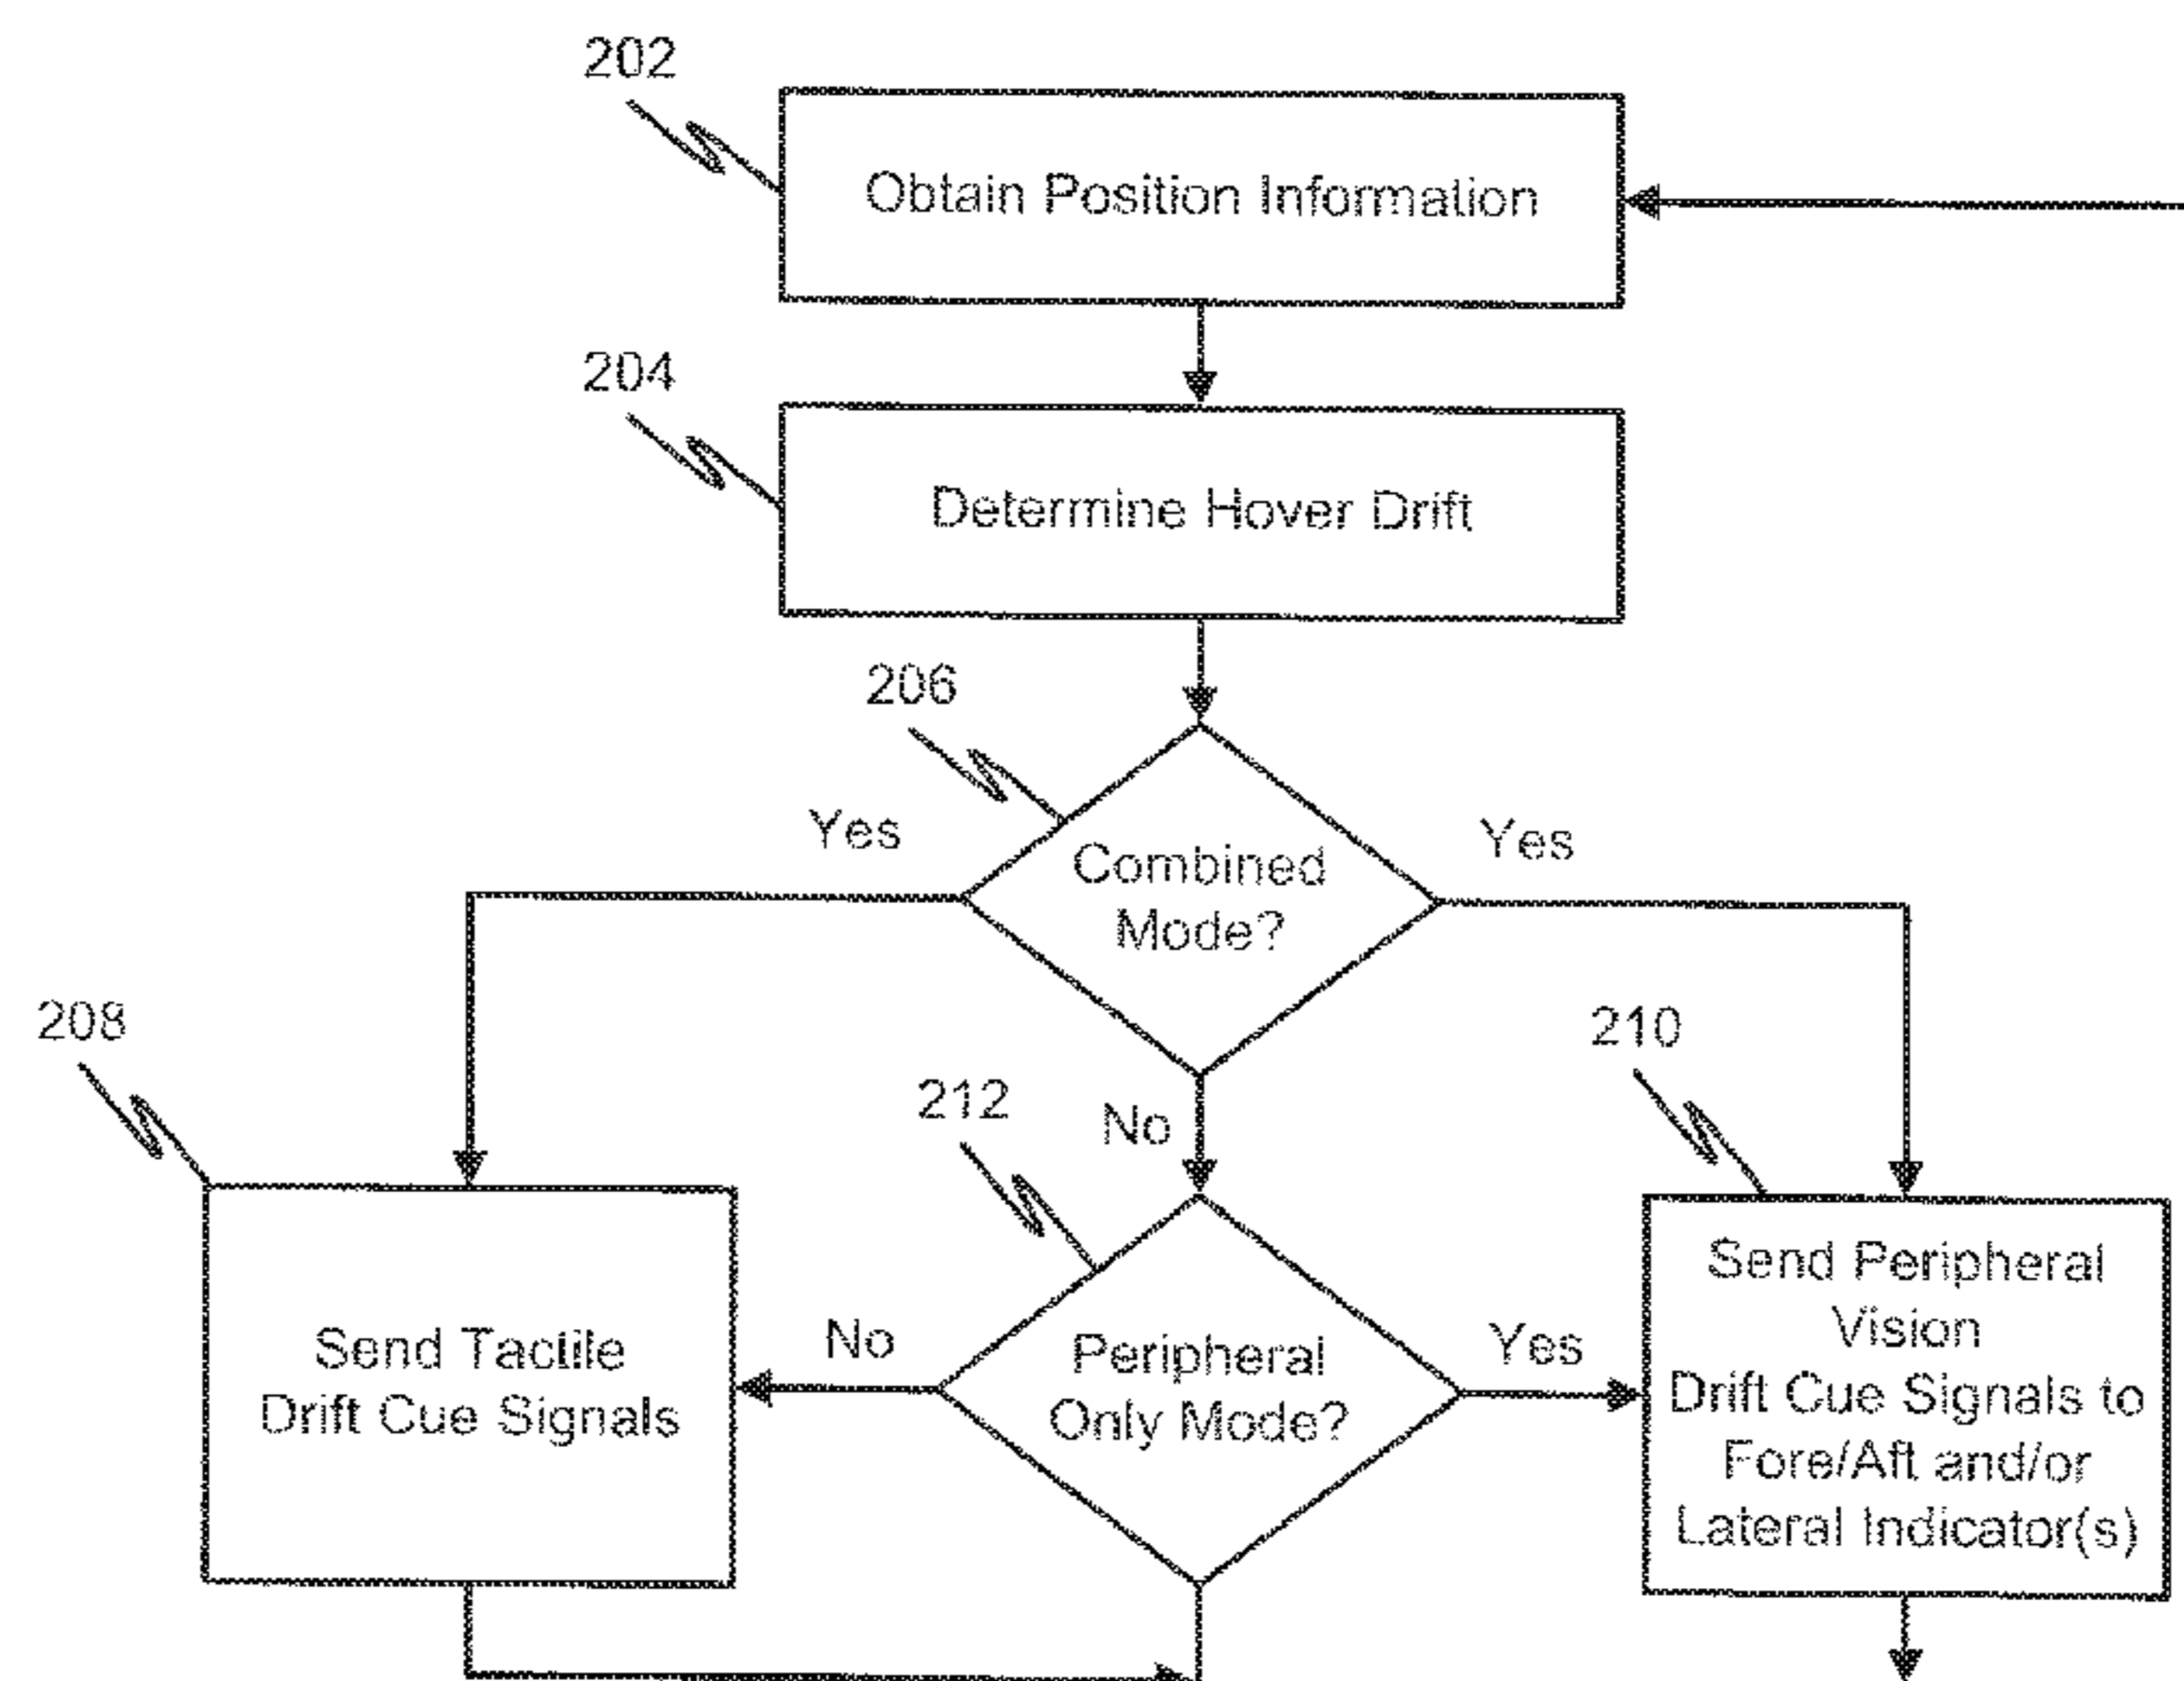 202
Obtain Position Information
204
Determine Hover Drift
206
Yes
Yes
Combined
Mode?
208
210
212
No
Send Tactile
Drift Cue Signals
No
Peripheral
Only Mode?
Yes
Send Peripheral
Vision
Drift Cue Signals to
Fore/Aft and/or
Lateral Indicator(s)